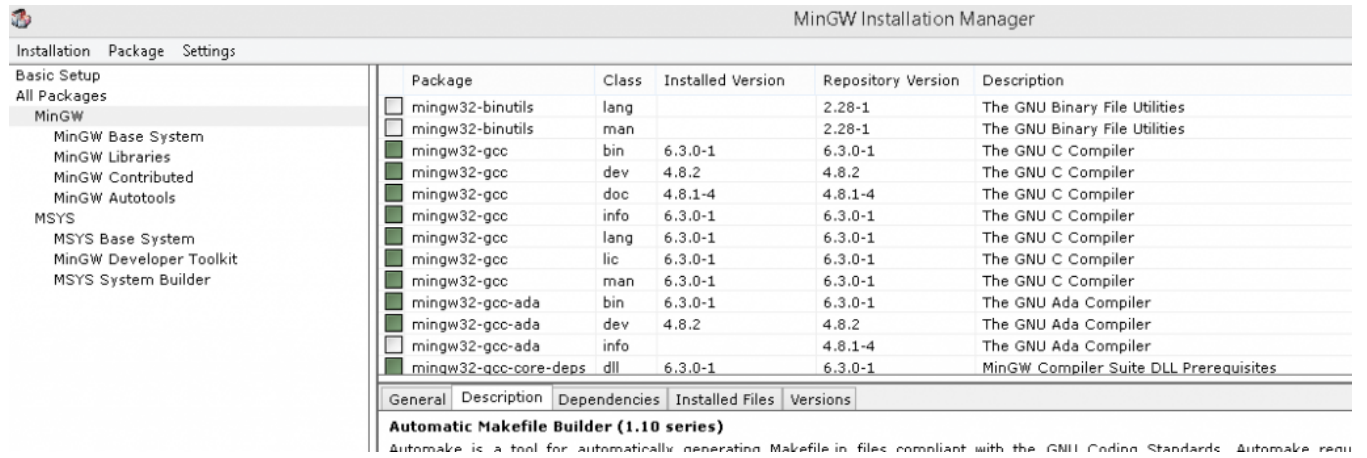 MinGW Installation Manager
Installation Package Settings
Basic Setup
All Packages
MinGW
MinGW Base System
MinGW Libraries
MinGW Contributed
MinGW Autotools
MSYS
MSYS Base System
MinGW Developer Toolkit
MSYS System Builder
Package Class Installed Version Repository Version Description
mingw32-binutils lang 2.28-1 The GNU Binary File Utilities
mingw32-binutils man 2.28-1 The GNU Binary File Utilities
mingw32-gcc bin 6.3.0-1 6.3.0-1 The GNU C Compiler
mingw32-gcc dev 4.8.2 4.8.2 The GNU C Compiler
mingw32-gcc doc 4.8.1-4 4.8.1-4 The GNU C Compiler
mingw32-gcc info 6.3.0-1 6.3.0-1 The GNU C Compiler
mingw32-gcc lang 6.3.0-1 6.3.0-1 The GNU C Compiler
mingw32-gcc lic 6.3.0-1 6.3.0-1 The GNU C Compiler
mingw32-gcc man 6.3.0-1 6.3.0-1 The GNU C Compiler
mingw32-gcc-ada bin 6.3.0-1 6.3.0-1 The GNU Ada Compiler
mingw32-gcc-ada dev 4.8.2 4.8.2 The GNU Ada Compiler
mingw32-gcc-ada info 4.8.1-4 The GNU Ada Compiler
mingw32-gcc-core-deps dll 6.3.0-1 6.3.0-1 MinGW Compiler Suite DLL Prerequisites
General Description Dependencies Installed Files Versions
Automatic Makefile Builder (1.10 series)
Automake is a tool for automatically generating Makefile.in files compliant with the GNU Coding Standards. Automake requ